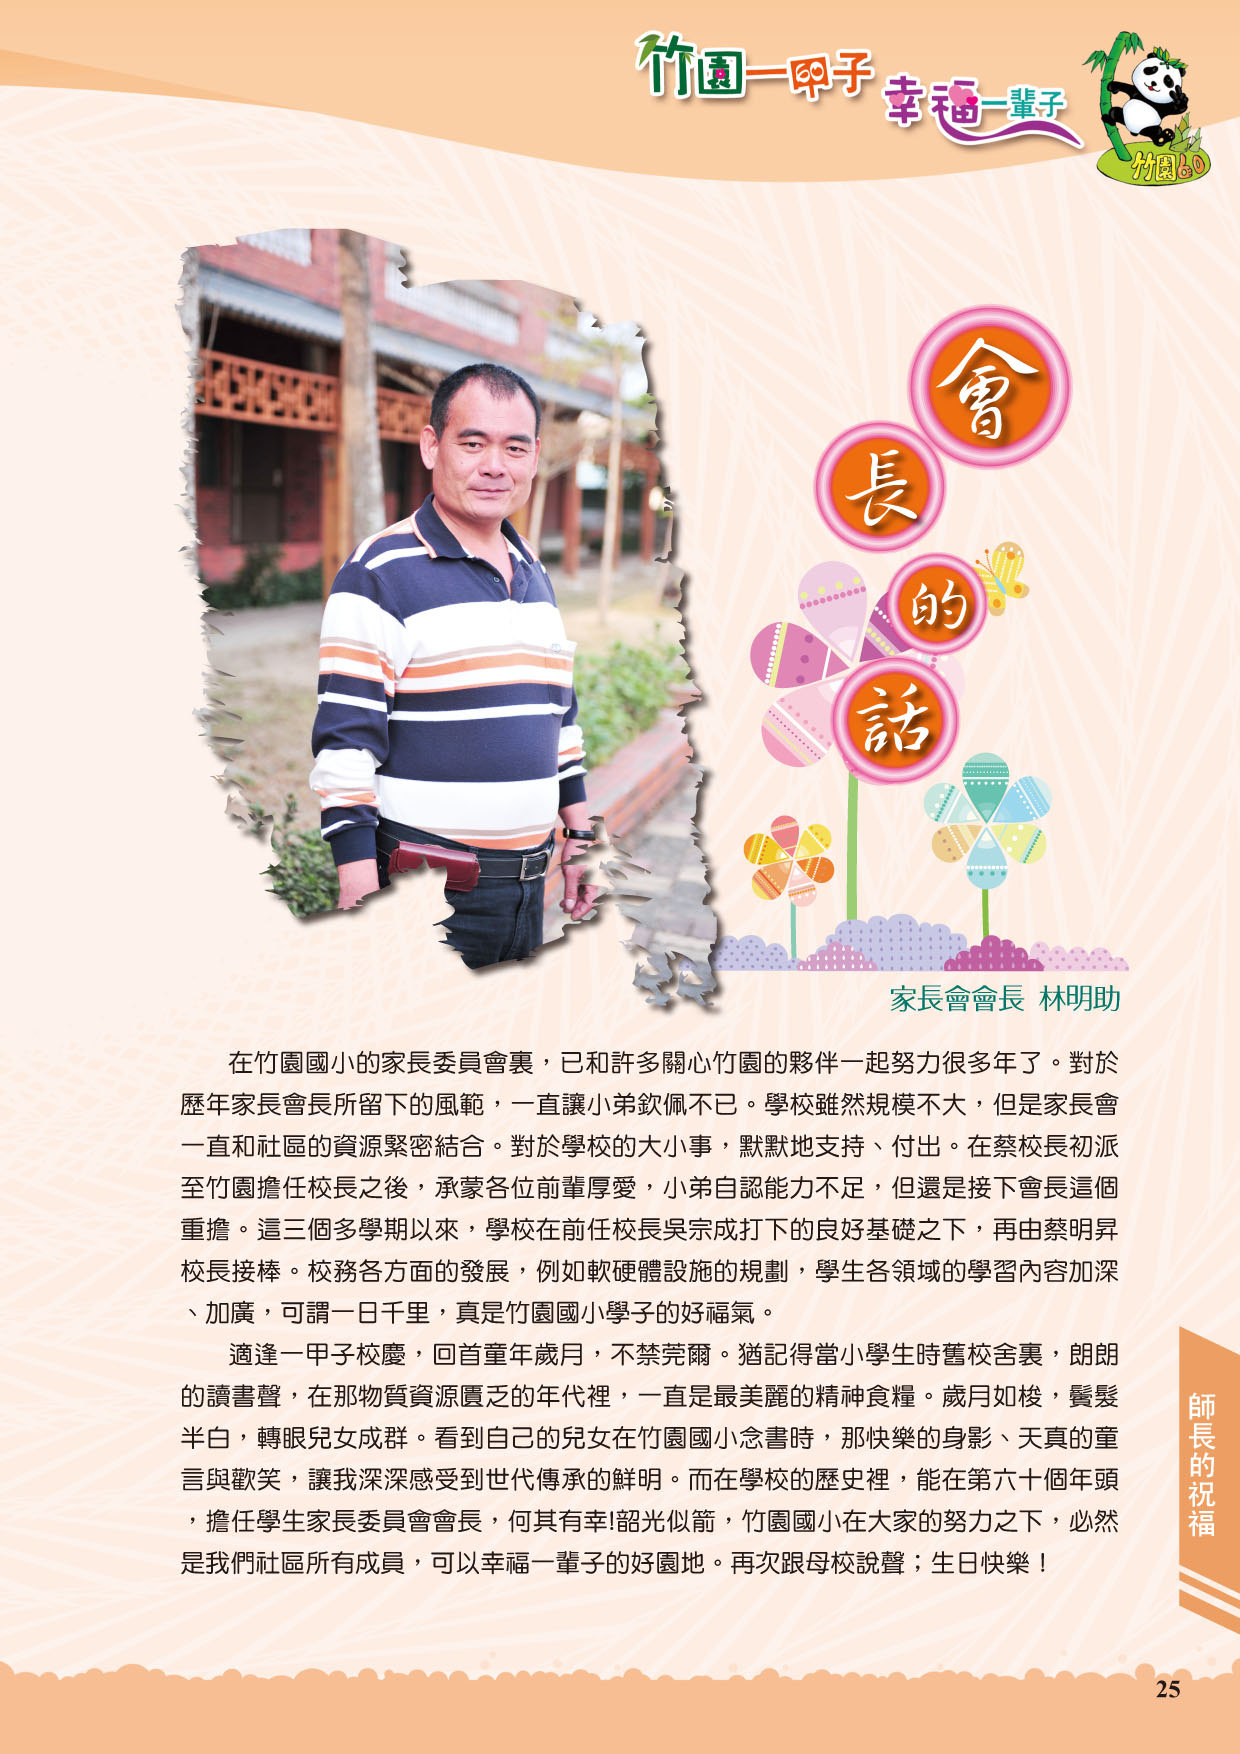 竹園一甲子
幸福一輩子
竹園60
會長的話
家長會會長 林明助
在竹園國小的家長委員會裏，已和許多關心竹園的夥伴一起努力很多年了。對於
歷年家長會長所留下的風範，一直讓小弟欽佩不已。學校雖然規模不大，但是家長會
一直和社區的資源緊密結合。對於學校的大小事，默默地支持、付出。在蔡校長初派
至竹園擔任校長之後，承蒙各位前輩厚愛，小弟自認能力不足，但還是接下會長這個
重擔。這三個多學期以來，學校在前任校長吳宗成打下的良好基礎之下，再由蔡明昇
校長接棒。校務各方面的發展，例如軟硬體設施的規劃，學生各領域的學習內容加深
、加廣，可謂一日千里，真是竹園國小學子的好福氣。
適逢一甲子校慶，回首童年歲月，不禁莞爾。猶記得當小學生時舊校舍裏，朗朗
的讀書聲，在那物質資源匱乏的年代裡，一直是最美麗的精神食糧。歲月如梭，鬢髮
半白，轉眼兒女成群。看到自己的兒女在竹園國小念書時，那快樂的身影、天真的童
言與歡笑，讓我深深感受到世代傳承的鮮明。而在學校的歷史裡，能在第六十個年頭
，擔任學生家長委員會會長，何其有幸!韶光似箭，竹園國小在大家的努力之下，必然
是我們社區所有成員，可以幸福一輩子的好園地。再次跟母校說聲；生日快樂！
師長的祝福
25